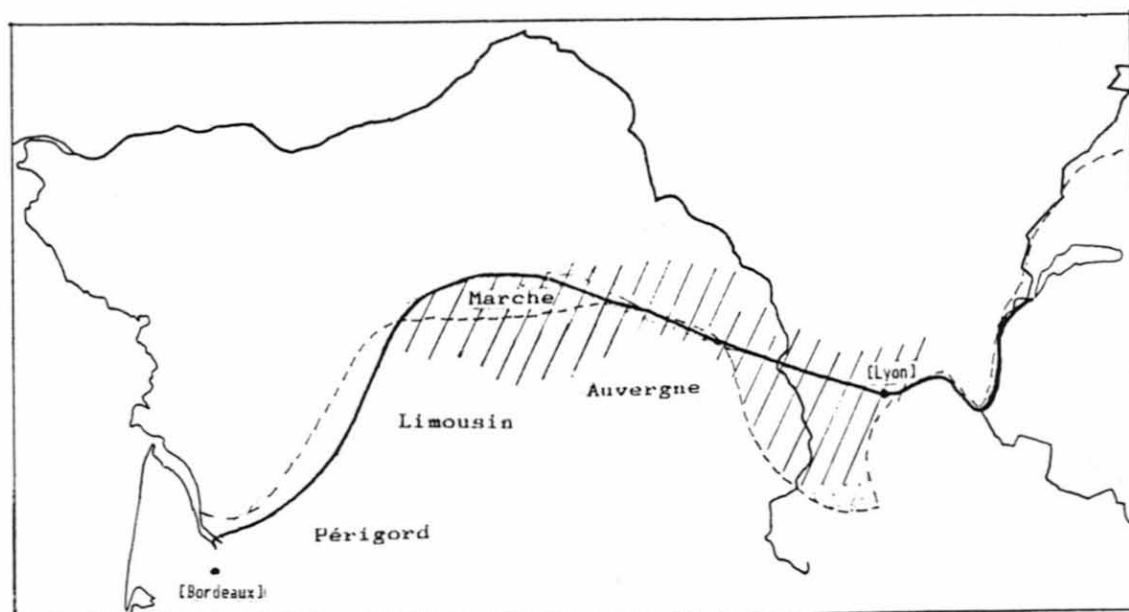 Marche
[Lyon]
Auvergne
Limousin
Périgord
[Bordeaux]